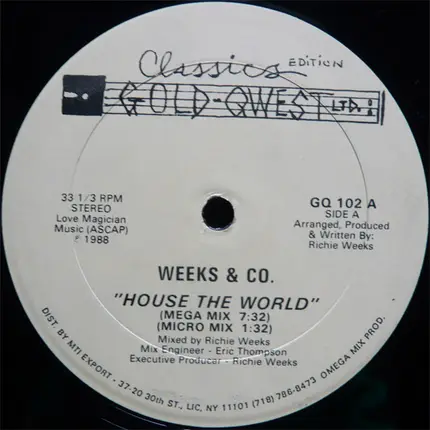 Classics EDITION
GOLD-QWEST LTD.
33 1/3 RPM
STEREO
Love Magician
Music (ASCAP)
℗ 1988
GQ 102 A
SIDE A
Arranged, Produced
& Written By:
Richie Weeks
WEEKS & CO.
"HOUSE THE WORLD"
(MEGA MIX 7:32)
(MICRO MIX 1:32)
Mixed by Richie Weeks
Mix Engineer - Eric Thompson
Executive Producer - Richie Weeks
DIST BY MTI EXPORT - 37-20 30th ST., LIC, NY 11101 (718) 786-8473 OMEGA MIX PROD.